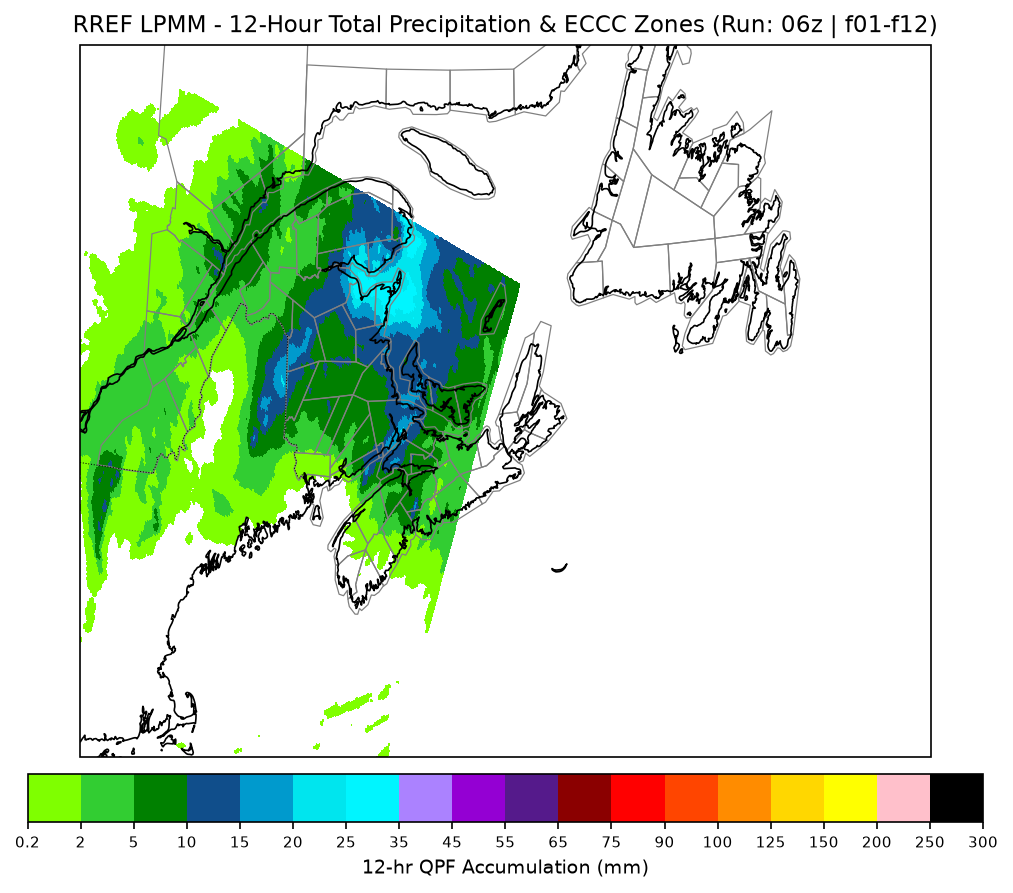 RREF LPMM - 12-Hour Total Precipitation & ECCC Zones (Run: 06z | f01-f12)
0.2 2 5 10 15 20 25 35 45 55 65 75 90 100 125 150 200 250 300
12-hr QPF Accumulation (mm)